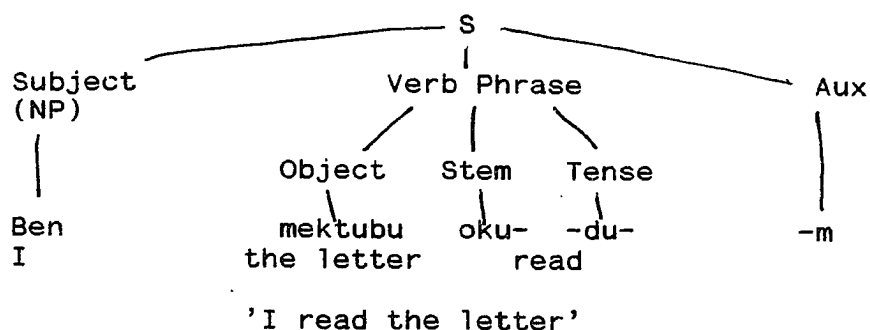 S
Subject Verb Phrase Aux
(NP)
Object Stem Tense
Ben mektubu oku- -du- -m
I the letter read
'I read the letter'